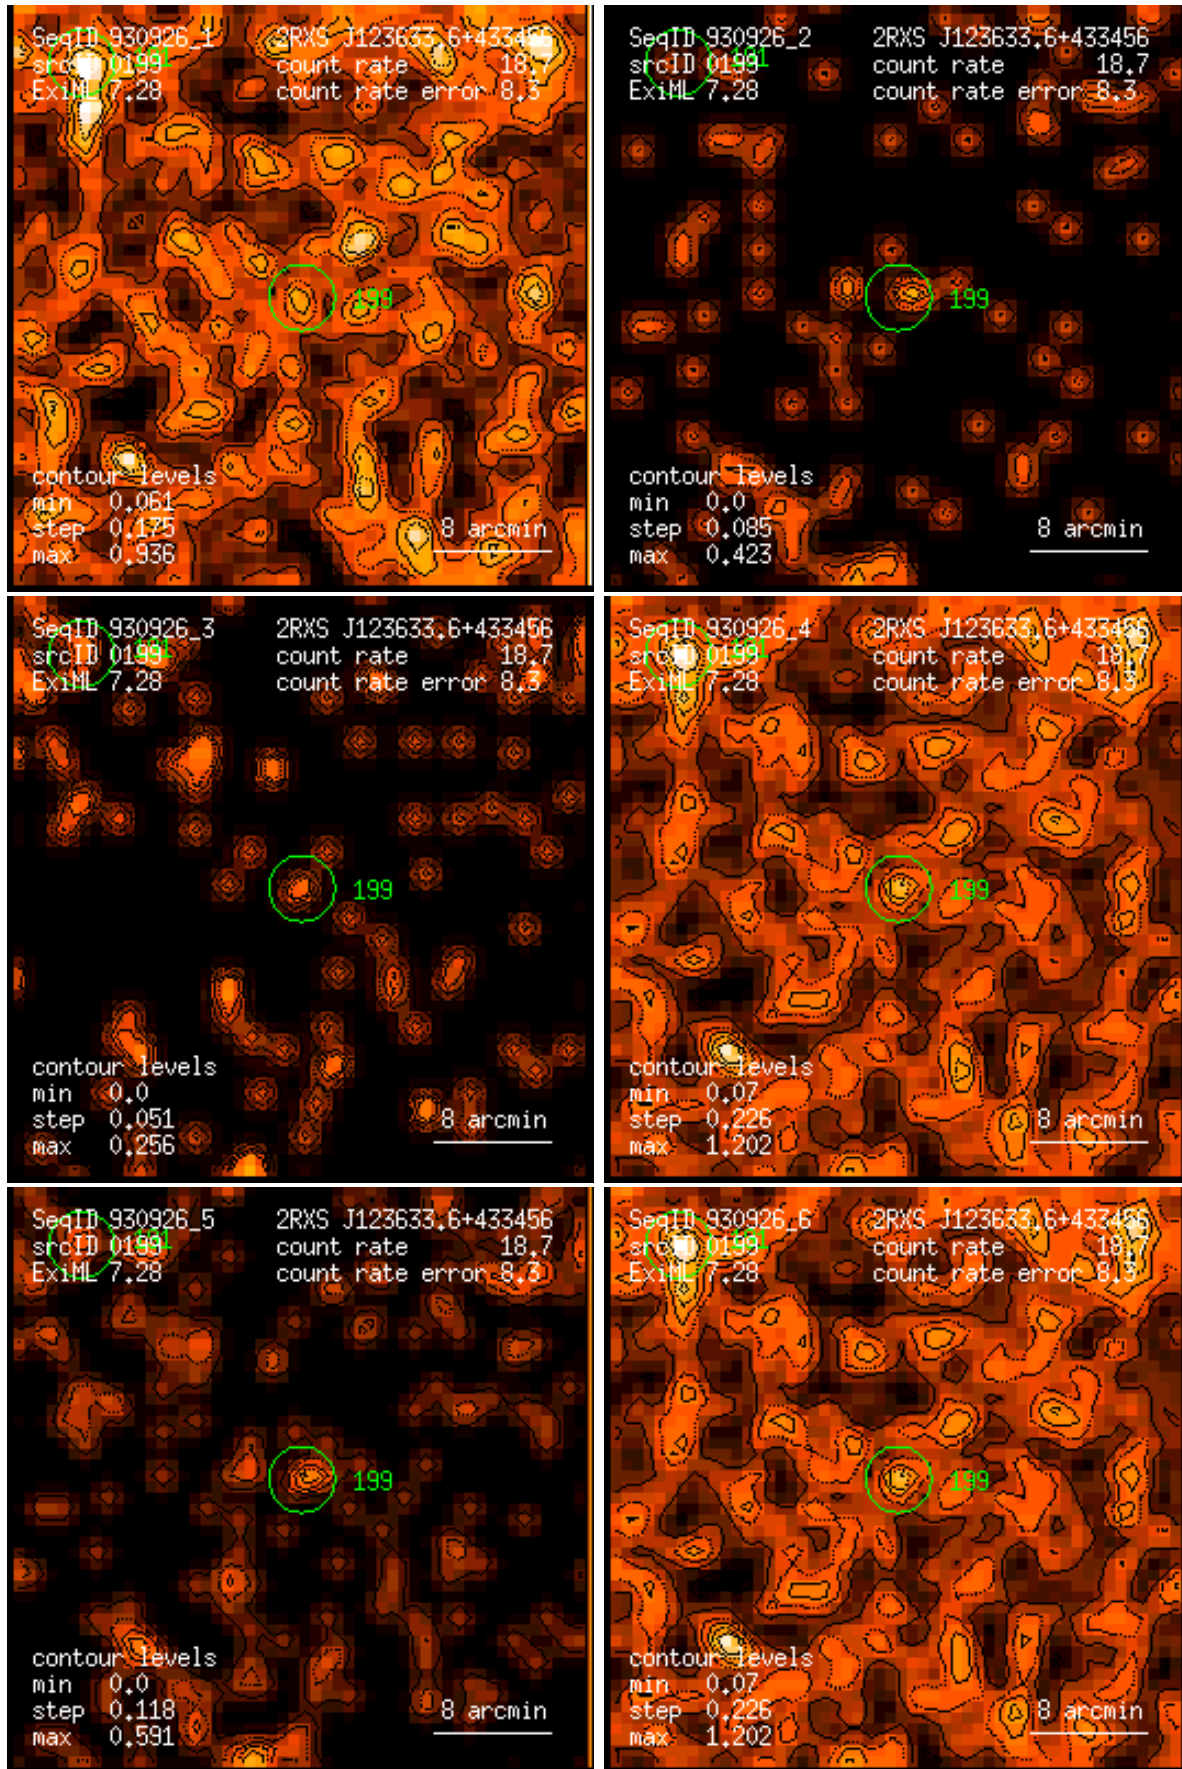 SeqID 930926_1 2RXS J123633.6+433456
srcID 0199 count rate 18.7
ExiML 7.28 count rate error 8.3
199
contour levels
min 0.061
step 0.175 8 arcmin
max 0.936
SeqID 930926_2 2RXS J123633.6+433456
srcID 0199 count rate 18.7
ExiML 7.28 count rate error 8.3
199
contour levels
min 0.0
step 0.085 8 arcmin
max 0.423
SeqID 930926_3 2RXS J123633.6+433456
srcID 0199 count rate 18.7
ExiML 7.28 count rate error 8.3
199
contour levels
min 0.0
step 0.051 8 arcmin
max 0.256
SeqID 930926_4 2RXS J123633.6+433456
srcID 0199 count rate 18.7
ExiML 7.28 count rate error 8.3
199
contour levels
min 0.07
step 0.226 8 arcmin
max 1.202
SeqID 930926_5 2RXS J123633.6+433456
srcID 0199 count rate 18.7
ExiML 7.28 count rate error 8.3
199
contour levels
min 0.0
step 0.118 8 arcmin
max 0.591
SeqID 930926_6 2RXS J123633.6+433456
srcID 0199 count rate 18.7
ExiML 7.28 count rate error 8.3
199
contour levels
min 0.07
step 0.226 8 arcmin
max 1.202